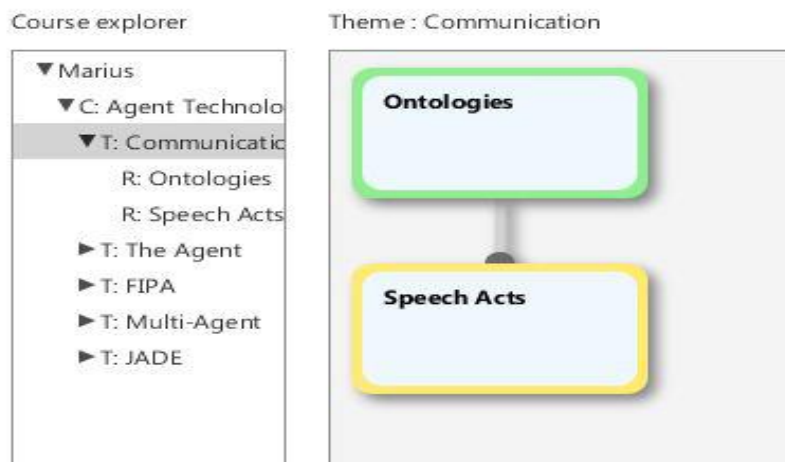 Course explorer
Theme : Communication
Marius
C: Agent Technolo
T: Communicatic
R: Ontologies
R: Speech Acts
T: The Agent
T: FIPA
T: Multi-Agent
T: JADE
Ontologies
Speech Acts